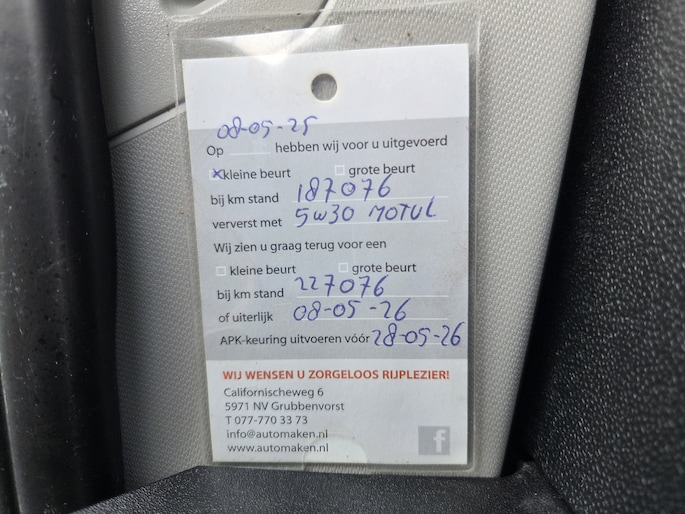 08-05-25
Op hebben wij voor u uitgevoerd
x kleine beurt grote beurt
bij km stand 187076
ververst met 5W30 MOTUL
Wij zien u graag terug voor een
kleine beurt grote beurt
bij km stand 227076
of uiterlijk 08-05-26
APK-keuring uitvoeren vóór 28-05-26
WIJ WENSEN U ZORGELOOS RIJPLEZIER!
Californischeweg 6
5971 NV Grubbenvorst
T 077-770 33 73
info@automaken.nl
www.automaken.nl
f